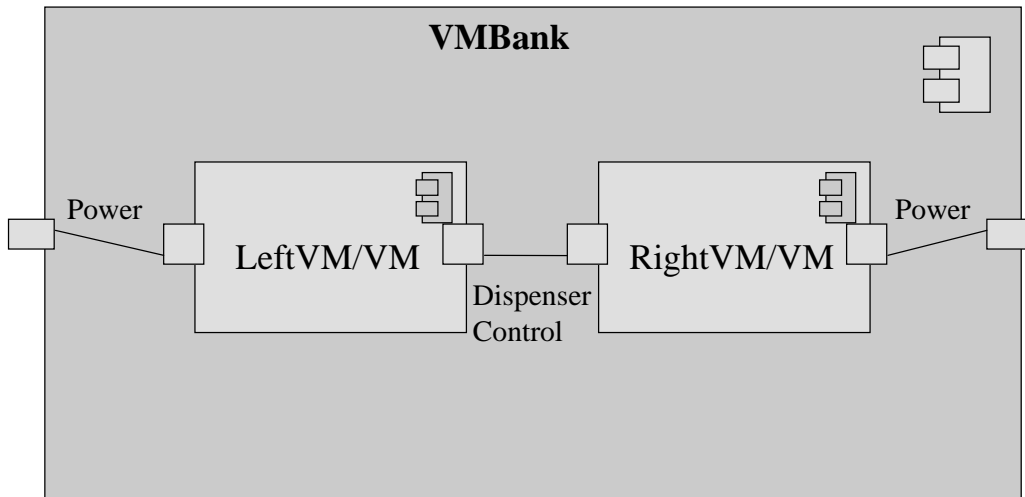 VMBank
Power
LeftVM/VM
Dispenser
Control
RightVM/VM
Power